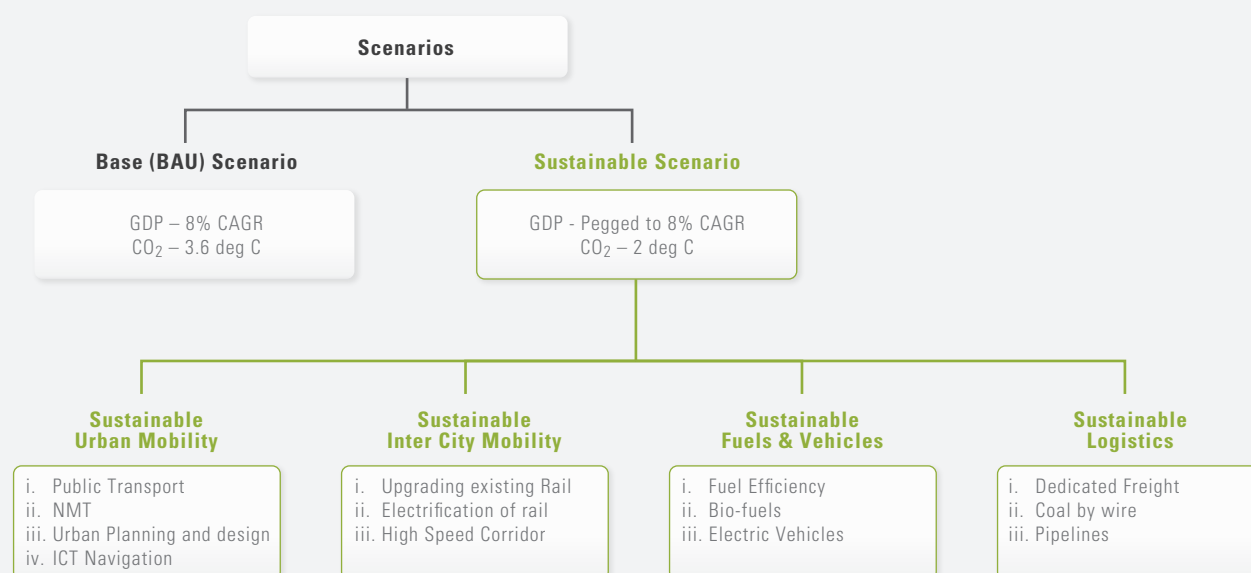 Scenarios
Base (BAU) Scenario
Sustainable Scenario
GDP – 8% CAGR
CO₂ – 3.6 deg C
GDP - Pegged to 8% CAGR
CO₂ – 2 deg C
Sustainable
Urban Mobility
Sustainable
Inter City Mobility
Sustainable
Fuels & Vehicles
Sustainable
Logistics
i. Public Transport
ii. NMT
iii. Urban Planning and design
iv. ICT Navigation
i. Upgrading existing Rail
ii. Electrification of rail
iii. High Speed Corridor
i. Fuel Efficiency
ii. Bio-fuels
iii. Electric Vehicles
i. Dedicated Freight
ii. Coal by wire
iii. Pipelines